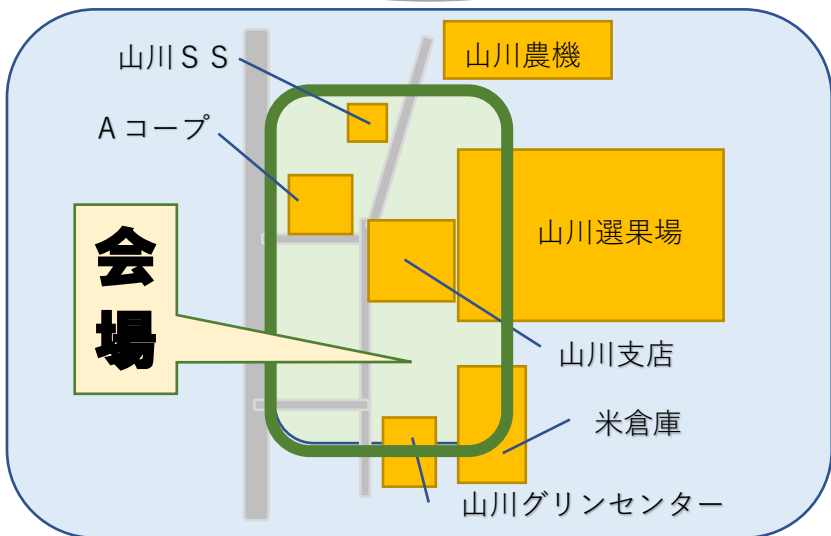 山川農機
山川ＳＳ
Ａコープ
山川選果場
会
場
山川支店
米倉庫
山川グリンセンター